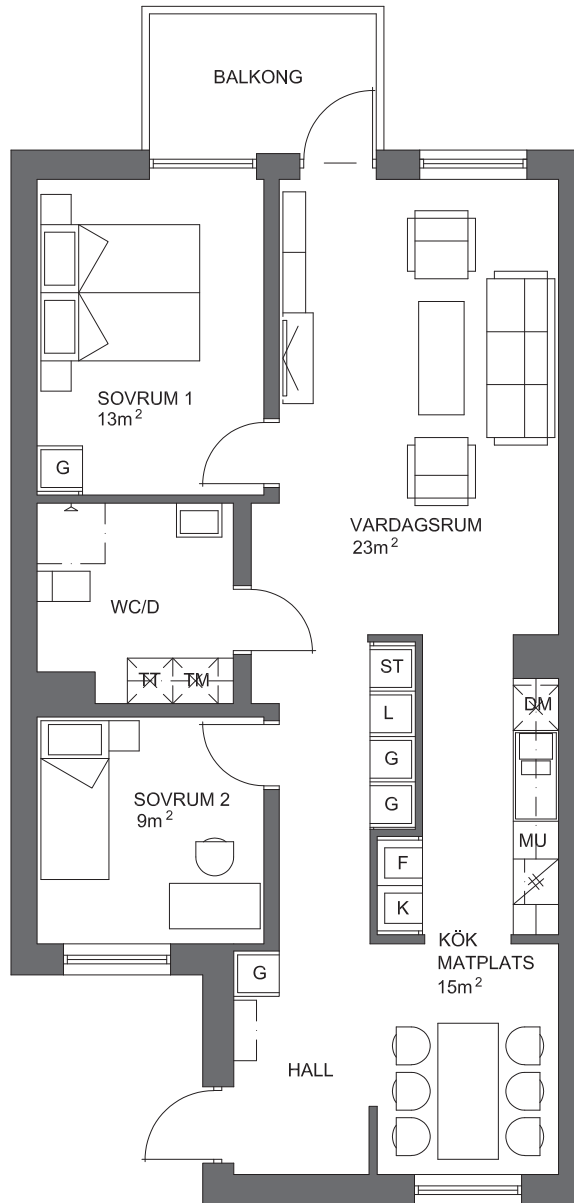 BALKONG
SOVRUM 1
13m²
G
VARDAGSRUM
23m²
WC/D
TT TM
ST
L
G
G
DM
SOVRUM 2
9m²
MU
F
K
KÖK
MATPLATS
15m²
G
HALL